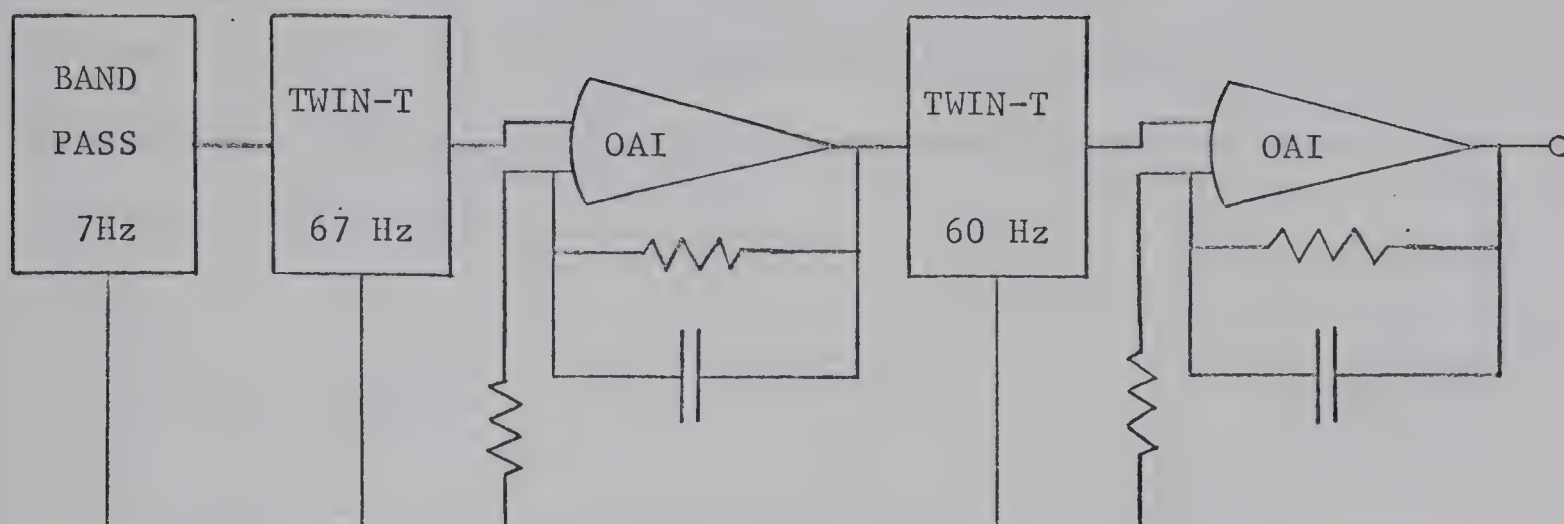 BAND
PASS
7Hz
TWIN-T
67 Hz
OAI
TWIN-T
60 Hz
OAI